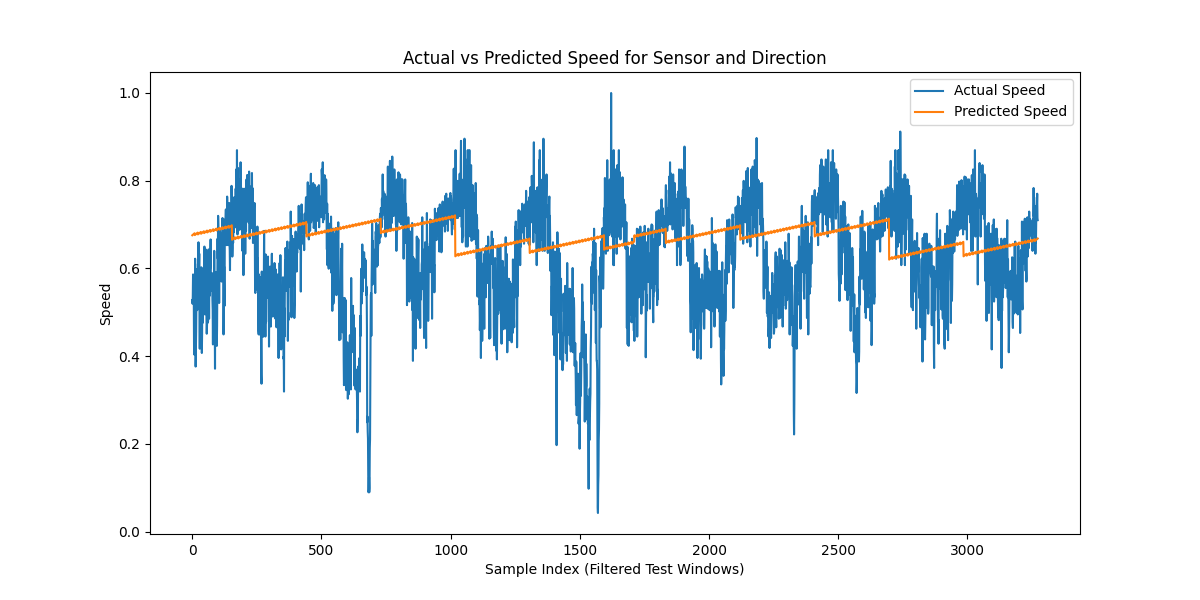 Actual vs Predicted Speed for Sensor and Direction
Actual Speed
Predicted Speed
1.0
0.8
0.6
0.4
0.2
0.0
Speed
0 500 1000 1500 2000 2500 3000
Sample Index (Filtered Test Windows)